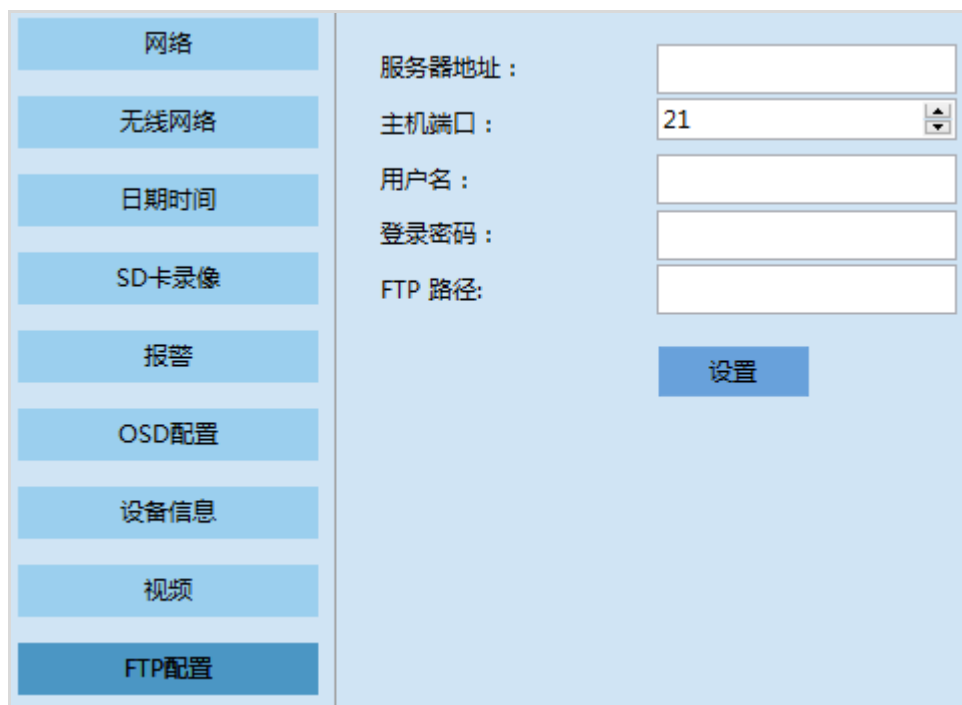 网络
无线网络
日期时间
SD卡录像
报警
OSD配置
设备信息
视频
FTP配置
服务器地址：
主机端口： 21
用户名：
登录密码：
FTP 路径:
设置